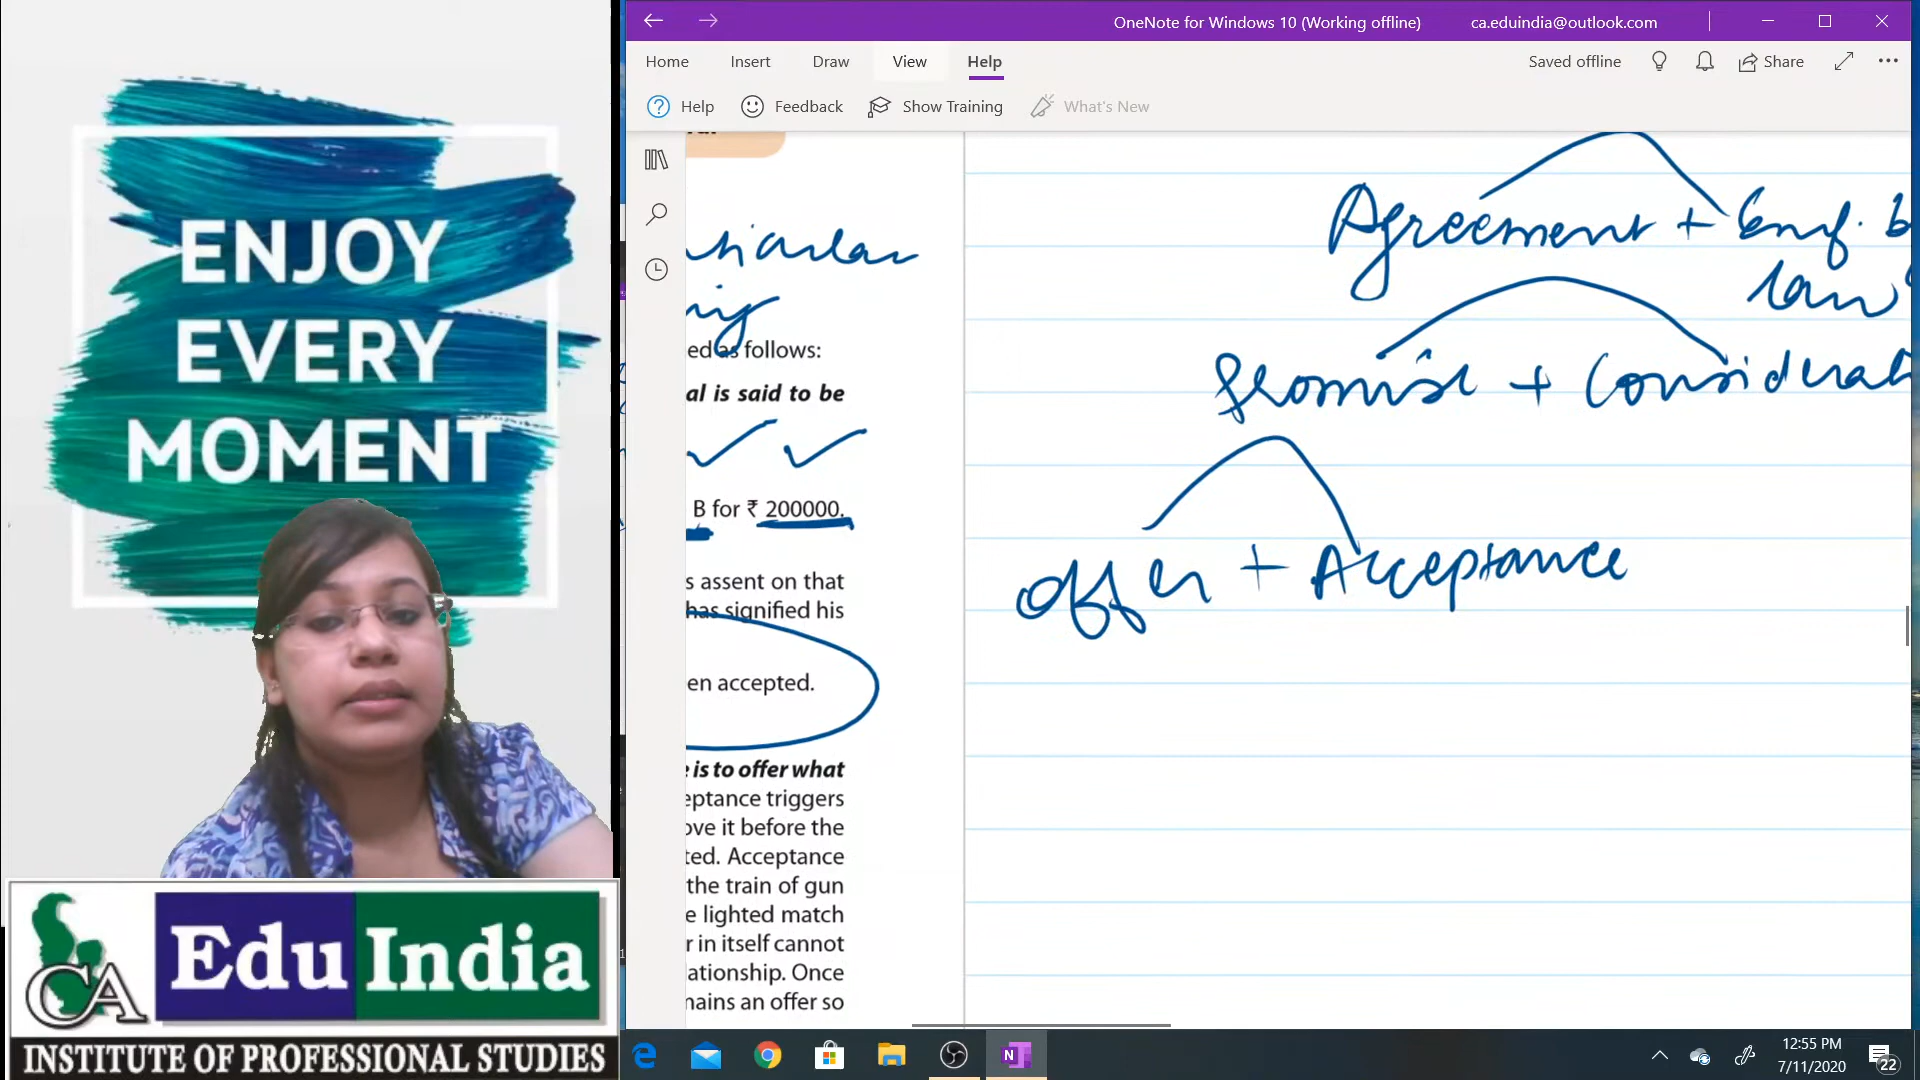 ENJOY
EVERY
MOMENT
CA Edu India
INSTITUTE OF PROFESSIONAL STUDIES
OneNote for Windows 10 (Working offline) ca.eduindia@outlook.com
Home Insert Draw View Help Saved offline Share
Help Feedback Show Training What's New
ed as follows:
al is said to be
B for ₹ 200000.
s assent on that
has signified his
en accepted.
e is to offer what
eptance triggers
ove it before the
ted. Acceptance
the train of gun
e lighted match
r in itself cannot
lationship. Once
nains an offer so
Agreement + Enf. b
law
Promise + Considerat
offer + Acceptance
12:55 PM
7/11/2020
22